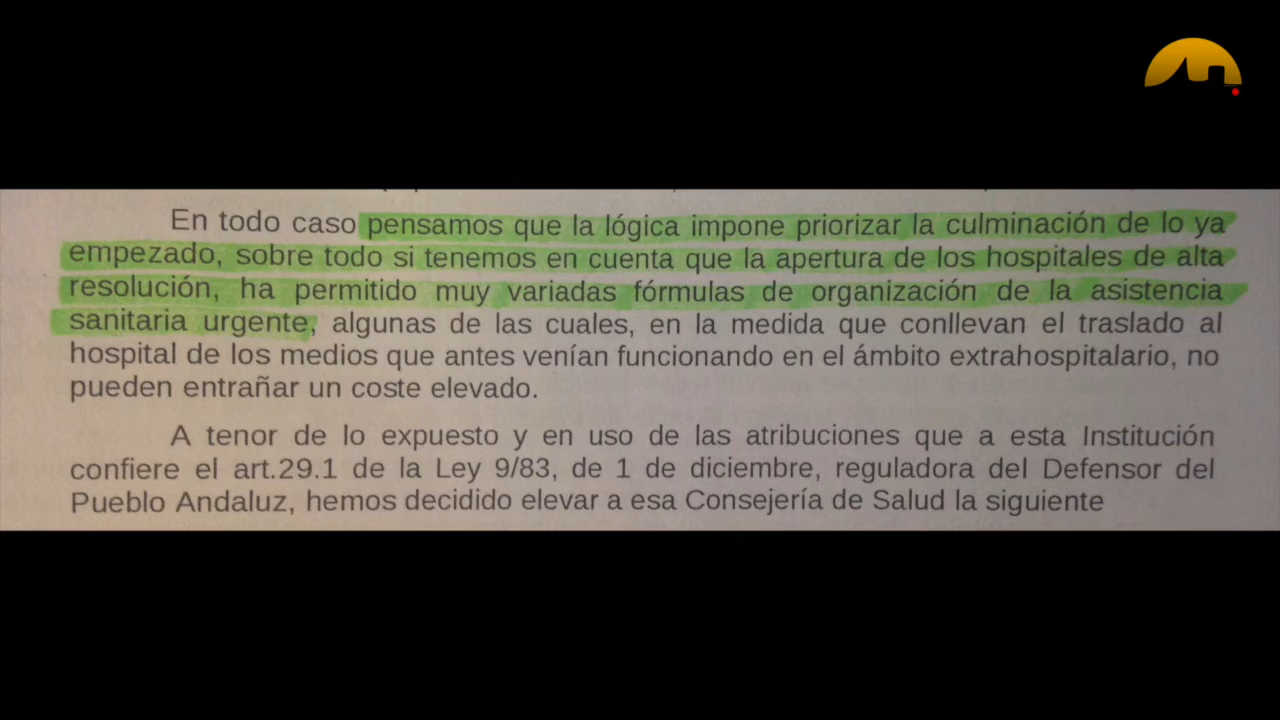 En todo caso pensamos que la lógica impone priorizar la culminación de lo ya
empezado, sobre todo si tenemos en cuenta que la apertura de los hospitales de alta
resolución, ha permitido muy variadas fórmulas de organización de la asistencia
sanitaria urgente, algunas de las cuales, en la medida que conllevan el traslado al
hospital de los medios que antes venían funcionando en el ámbito extrahospitalario, no
pueden entrañar un coste elevado.
A tenor de lo expuesto y en uso de las atribuciones que a esta Institución
confiere el art.29.1 de la Ley 9/83, de 1 de diciembre, reguladora del Defensor del
Pueblo Andaluz, hemos decidido elevar a esa Consejería de Salud la siguiente